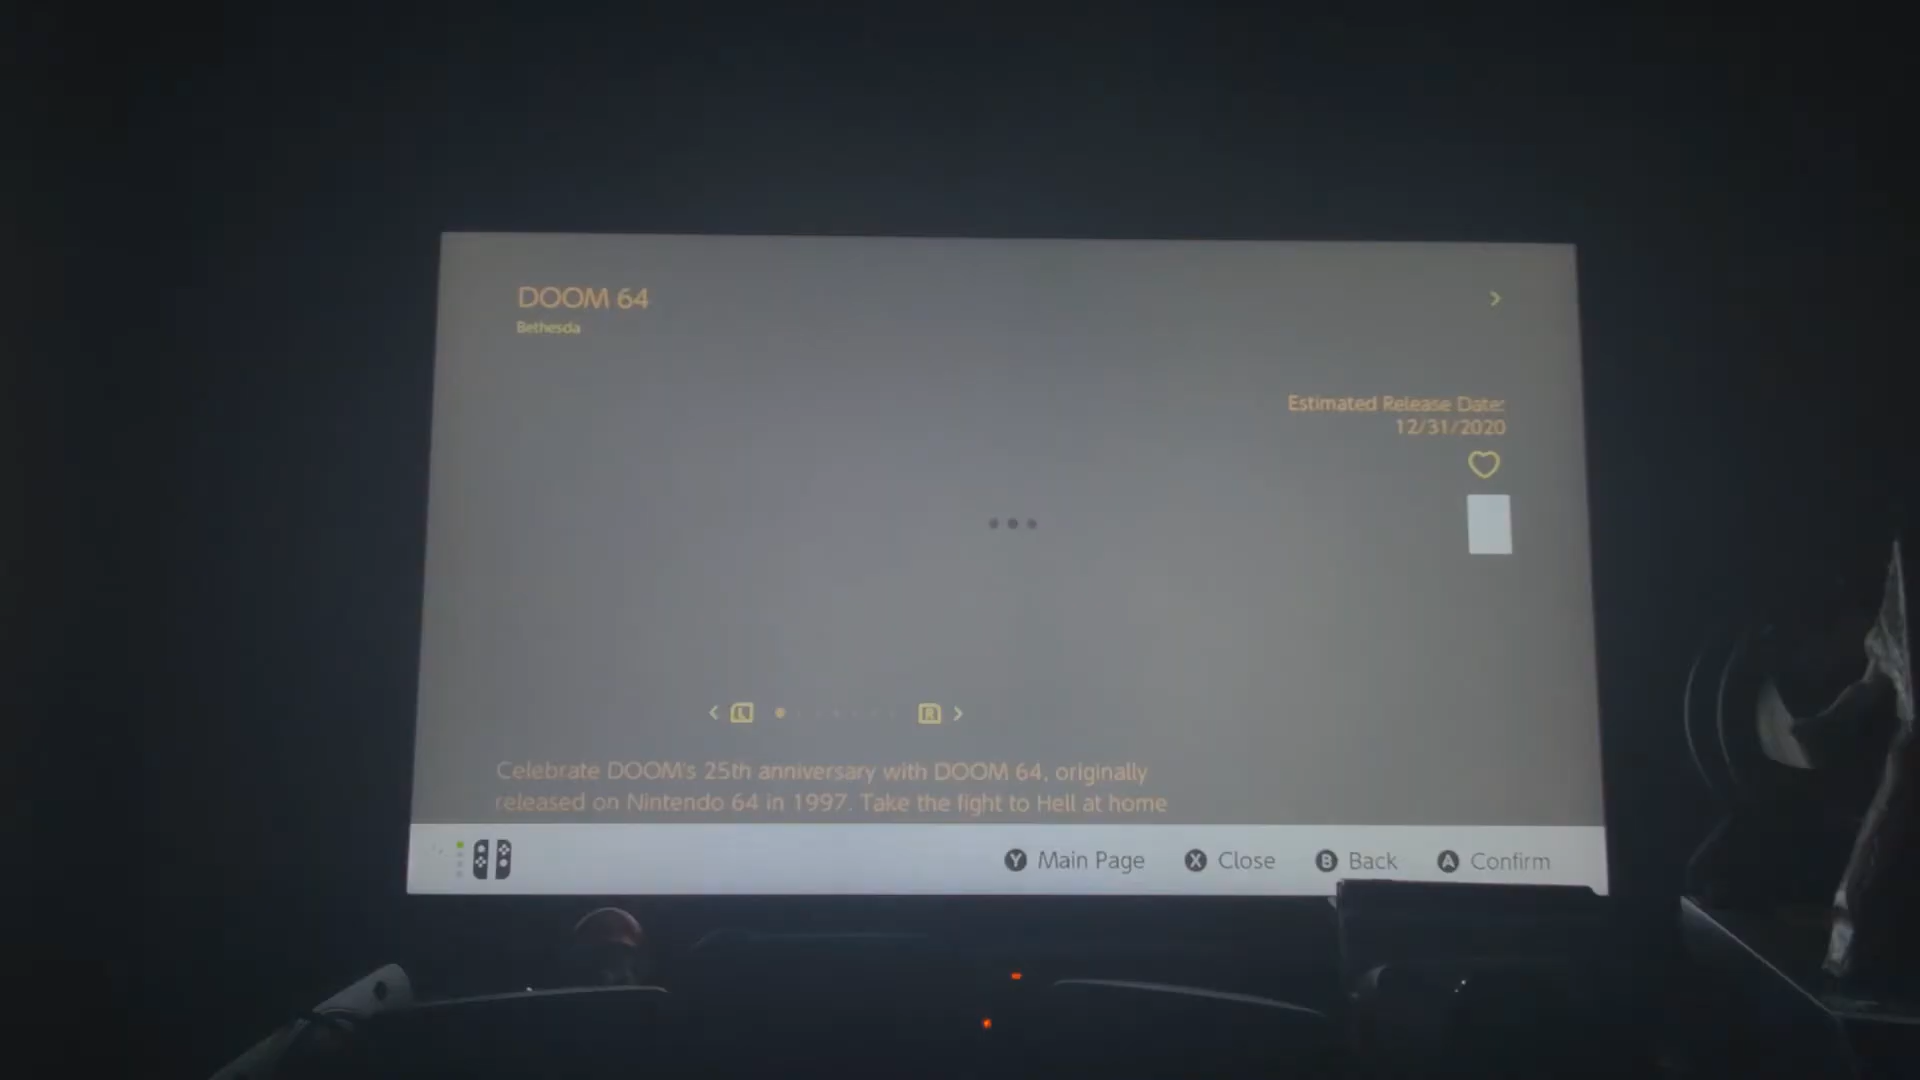 DOOM 64
Bethesda
Estimated Release Date:
12/31/2020
L
R
Celebrate DOOM's 25th anniversary with DOOM 64, originally
released on Nintendo 64 in 1997. Take the fight to Hell at home
Y Main Page X Close B Back A Confirm